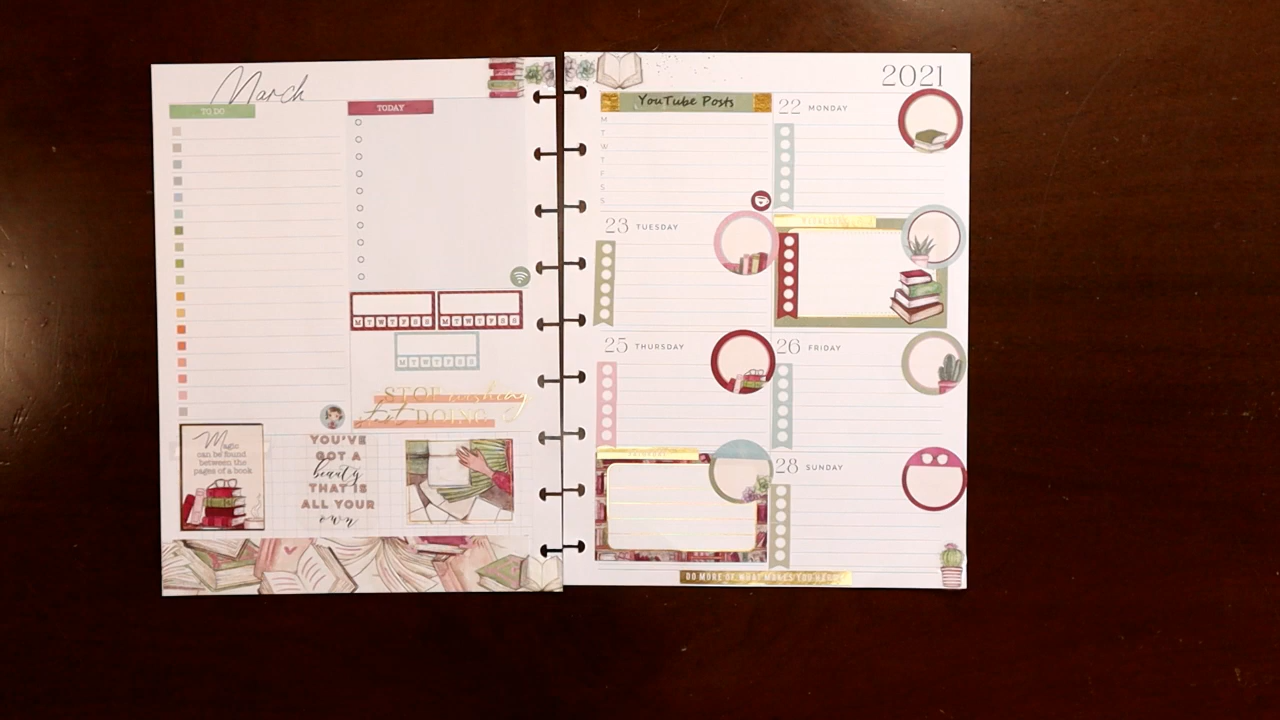 March
TO DO
TODAY
M T W T F S S
M T W T F S S
M T W T F S S
STOP wishing
start DOING
Magic
can be found
between the
pages of a book
YOU'VE
GOT A
beauty
THAT IS
ALL YOUR
own
2021
YouTube Posts
M
T
W
T
F
S
S
22 MONDAY
23 TUESDAY
25 THURSDAY
26 FRIDAY
28 SUNDAY
DO MORE OF WHAT MAKES YOU HAPPY